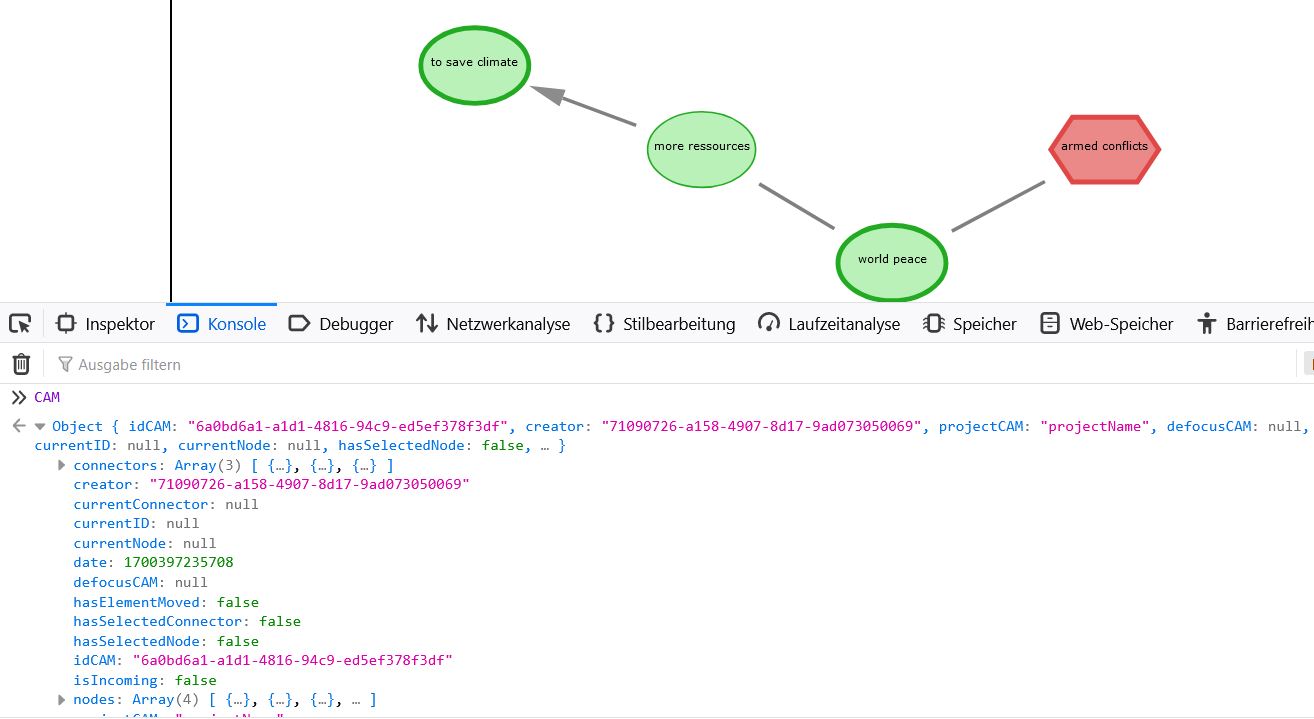 to save climate
more ressources
armed conflicts
world peace
Inspektor Konsole Debugger Netzwerkanalyse {} Stilbearbeitung Laufzeitanalyse Speicher Web-Speicher Barrierefreih
Ausgabe filtern
CAM
Object { idCAM: "6a0bd6a1-a1d1-4816-94c9-ed5ef378f3df", creator: "71090726-a158-4907-8d17-9ad073050069", projectCAM: "projectName", defocusCAM: null,
currentID: null, currentNode: null, hasSelectedNode: false, … }
connectors: Array(3) [ {…}, {…}, {…} ]
creator: "71090726-a158-4907-8d17-9ad073050069"
currentConnector: null
currentID: null
currentNode: null
date: 1700397235708
defocusCAM: null
hasElementMoved: false
hasSelectedConnector: false
hasSelectedNode: false
idCAM: "6a0bd6a1-a1d1-4816-94c9-ed5ef378f3df"
isIncoming: false
nodes: Array(4) [ {…}, {…}, {…}, … ]